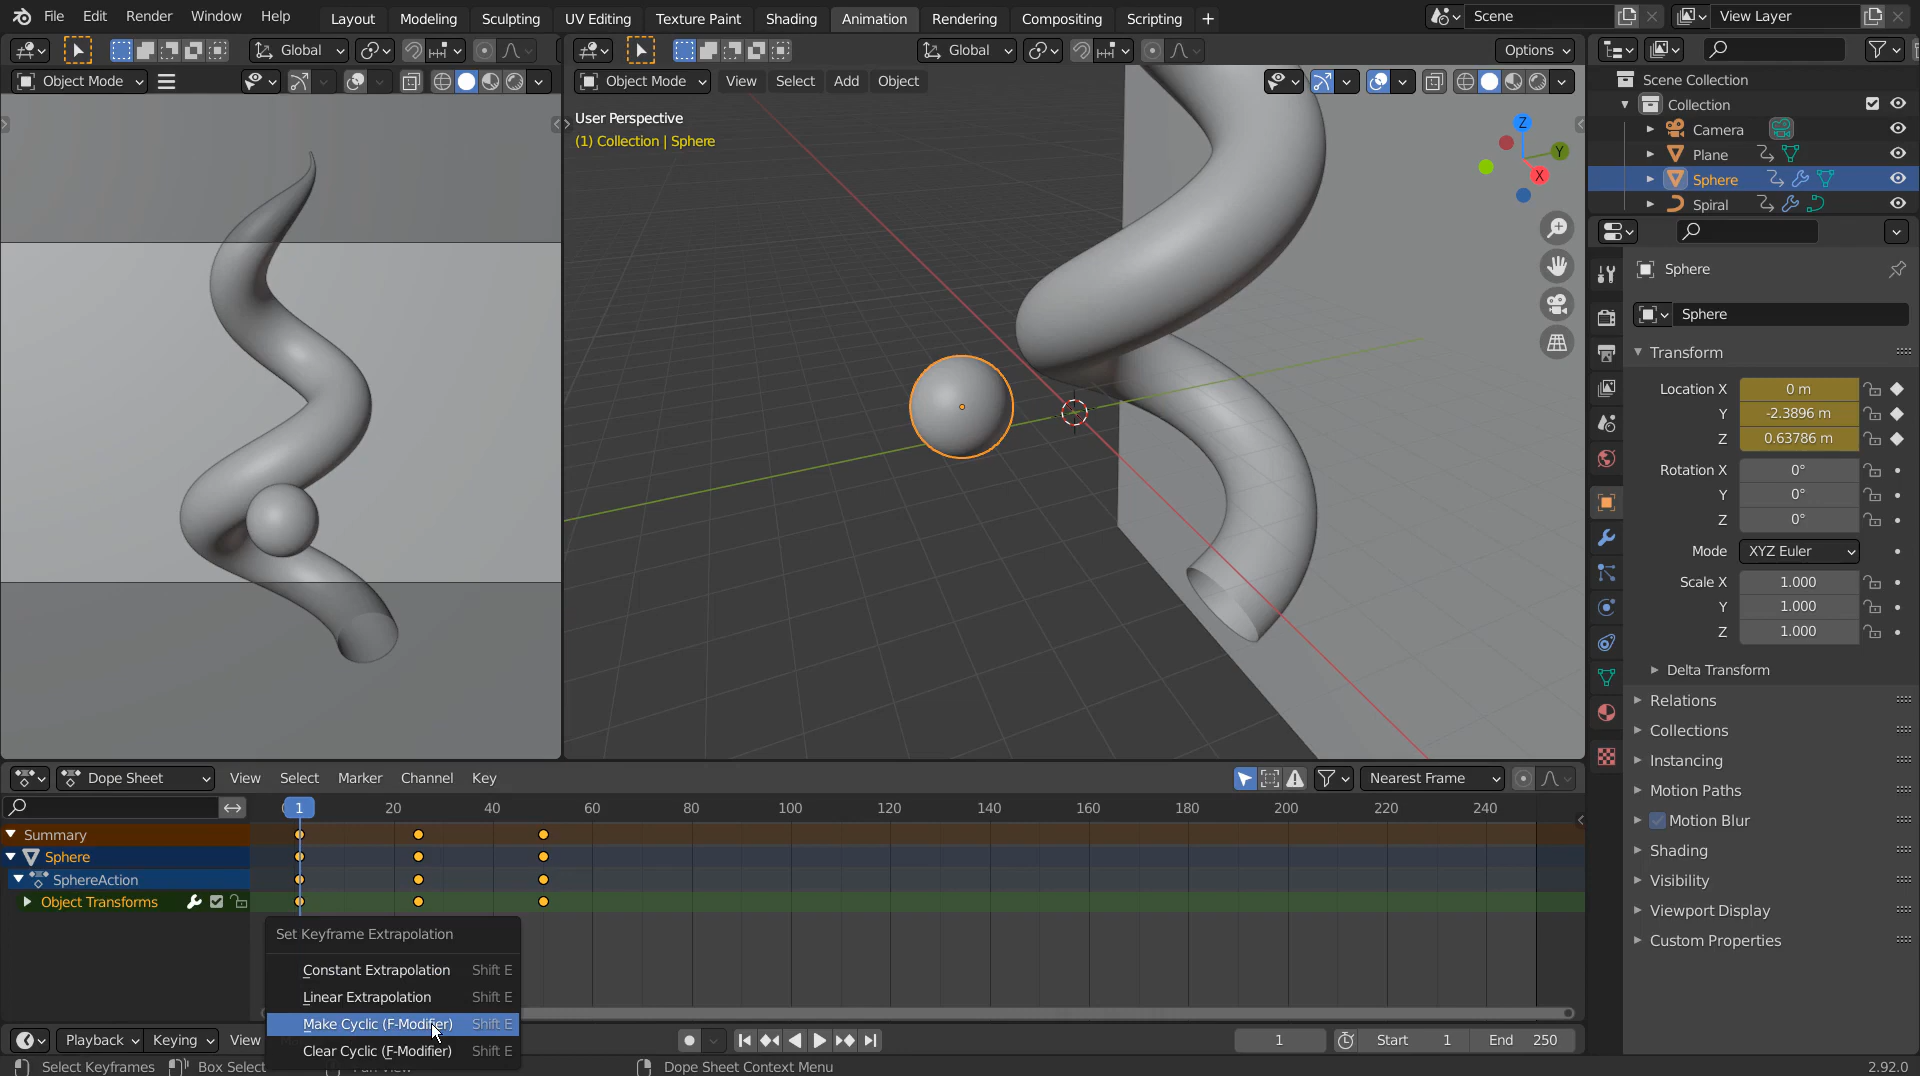 File Edit Render Window Help Layout Modeling Sculpting UV Editing Texture Paint Shading Animation Rendering Compositing Scripting + Scene View Layer
Global Global Options
Object Mode Object Mode View Select Add Object
User Perspective
(1) Collection | Sphere
Z
Y
X
Scene Collection
Collection
Camera
Plane
Sphere
Spiral
Sphere
Sphere
Transform
Location X 0 m
Y -2.3896 m
Z 0.63786 m
Rotation X 0°
Y 0°
Z 0°
Mode XYZ Euler
Scale X 1.000
Y 1.000
Z 1.000
Delta Transform
Relations
Collections
Instancing
Motion Paths
Motion Blur
Shading
Visibility
Viewport Display
Custom Properties
Dope Sheet View Select Marker Channel Key Nearest Frame
1 20 40 60 80 100 120 140 160 180 200 220 240
Summary
Sphere
SphereAction
Object Transforms
Set Keyframe Extrapolation
Constant Extrapolation Shift E
Linear Extrapolation Shift E
Make Cyclic (F-Modifier) Shift E
Clear Cyclic (F-Modifier) Shift E
Playback Keying View 1 Start 1 End 250
Select Keyframes Box Select Dope Sheet Context Menu 2.92.0